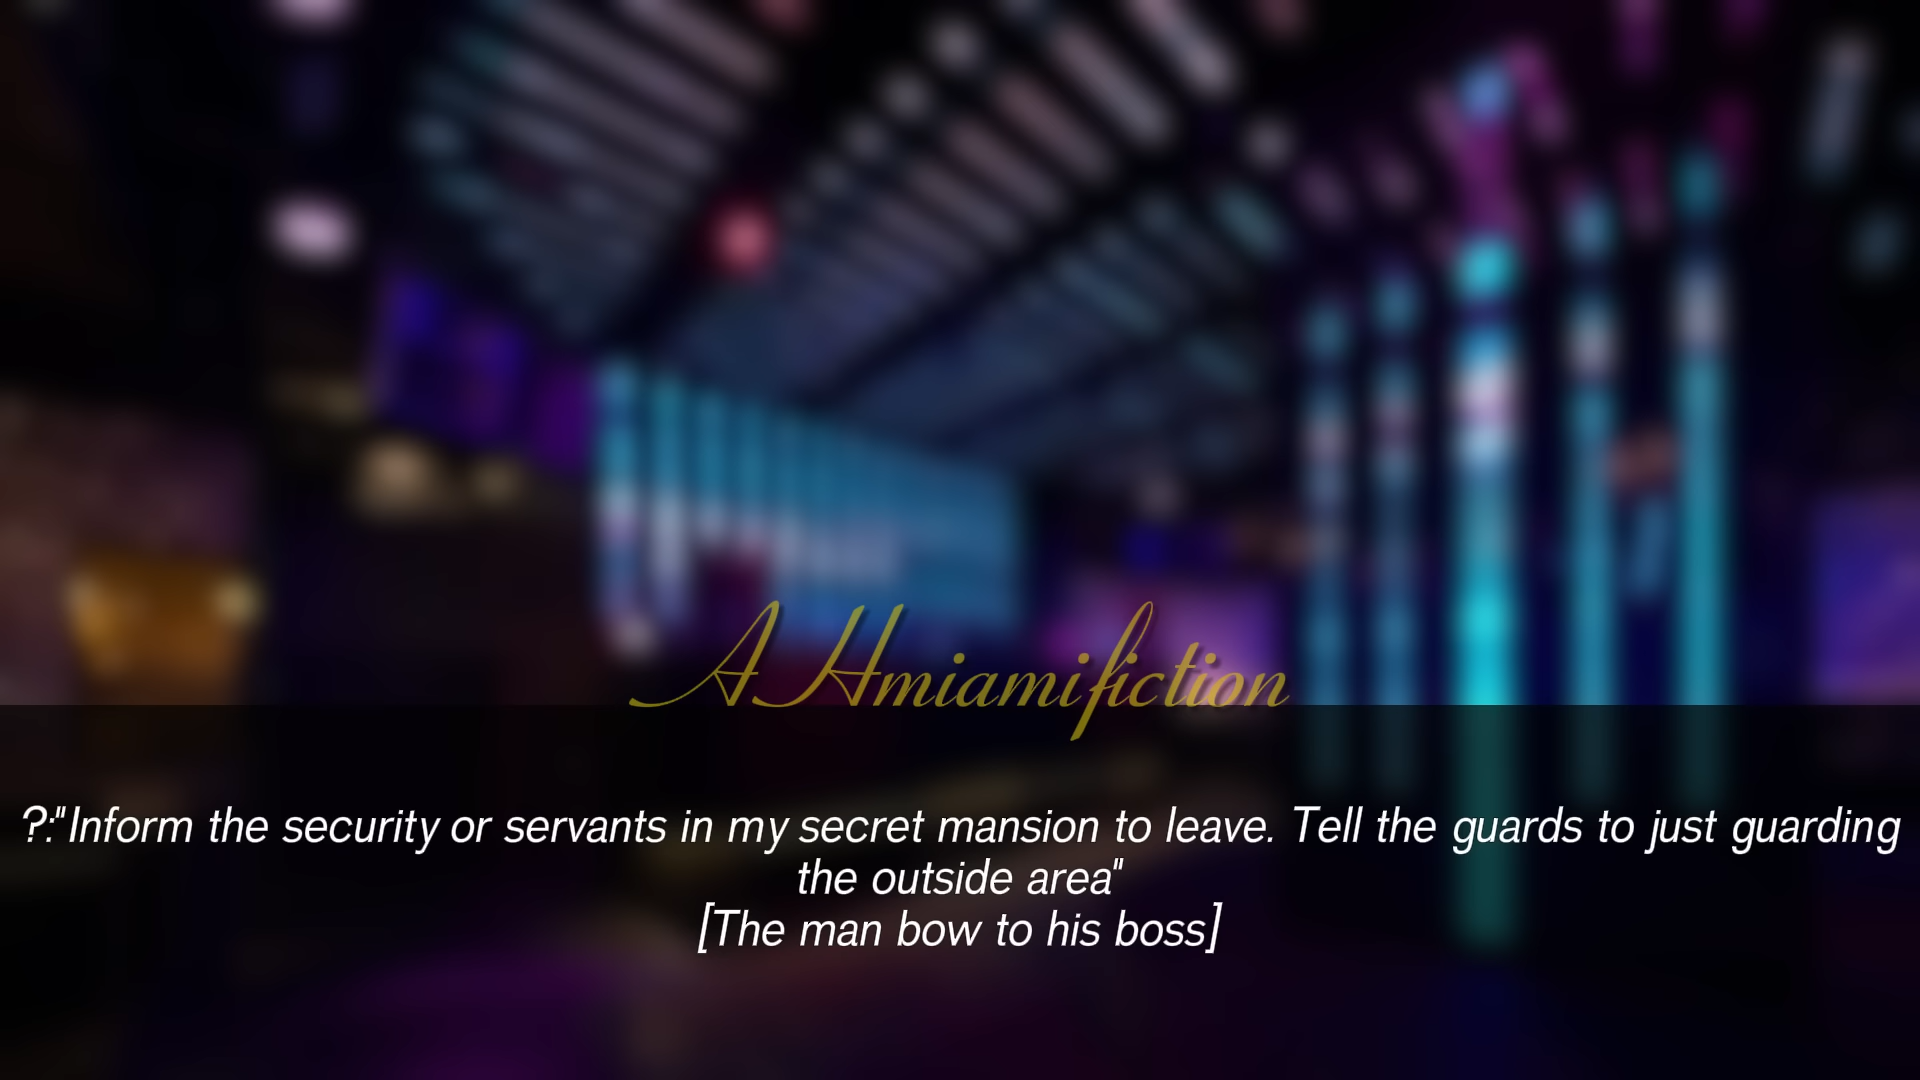 AHmiamifiction
?:"Inform the security or servants in my secret mansion to leave. Tell the guards to just guarding
the outside area"
[The man bow to his boss]